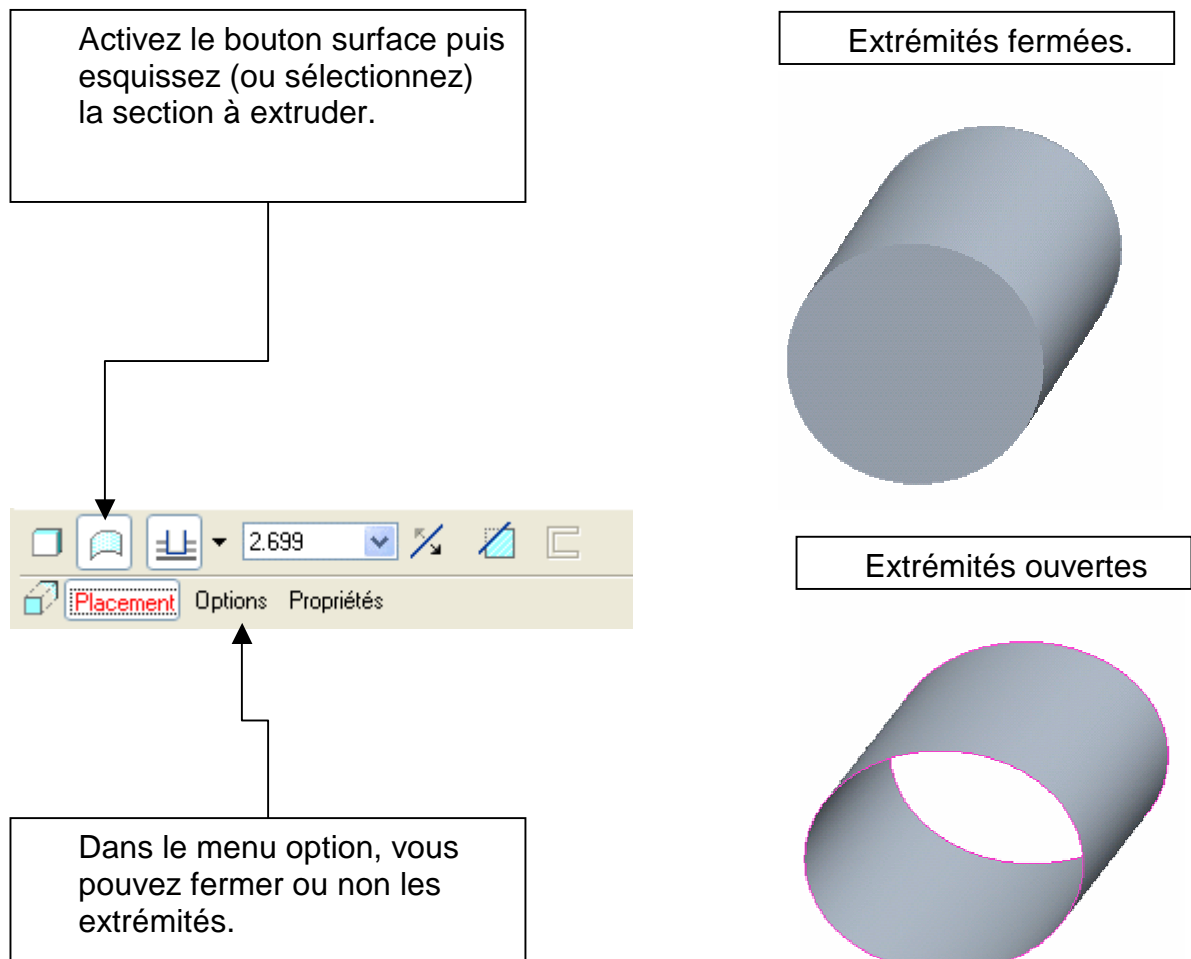 Activez le bouton surface puis
esquissez (ou sélectionnez)
la section à extruder.
Extrémités fermées.
2.699
Placement Options Propriétés
Extrémités ouvertes
Dans le menu option, vous
pouvez fermer ou non les
extrémités.